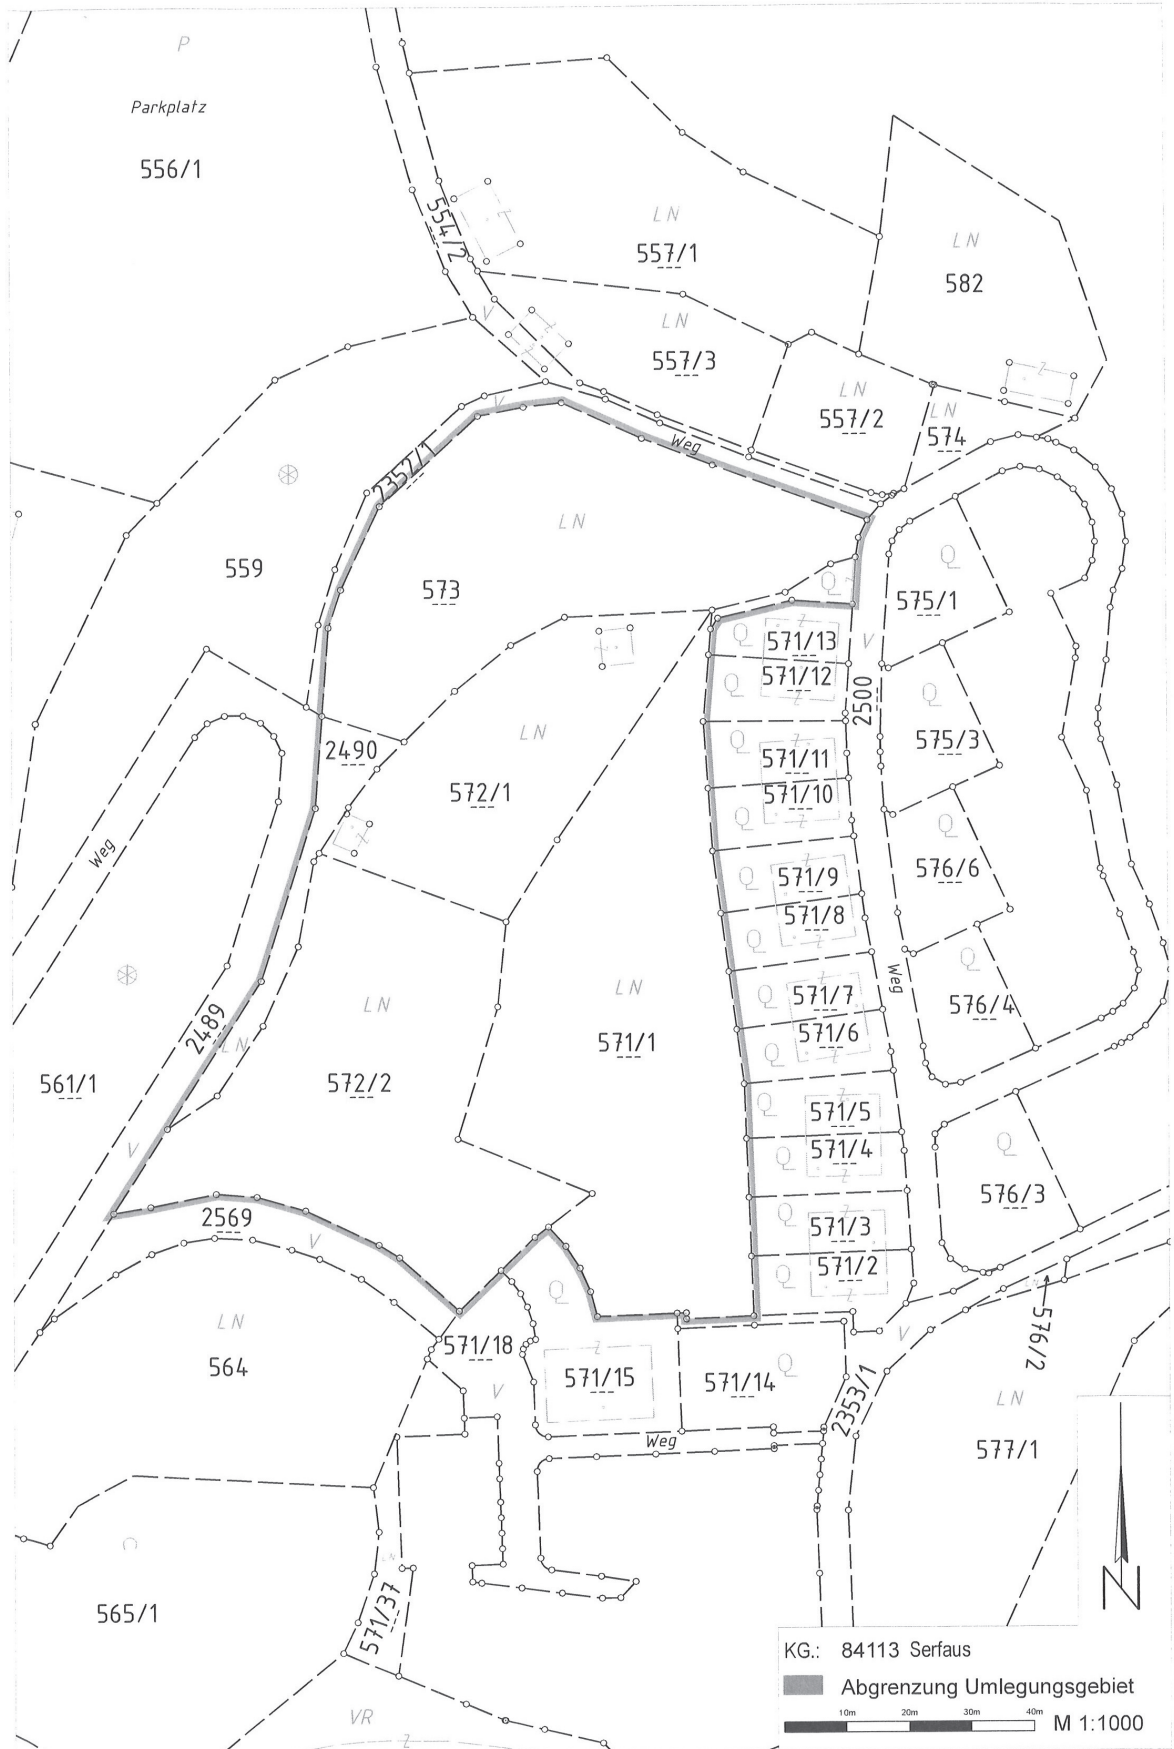 P
Parkplatz
556/1
554/2
LN
557/1
LN
582
V
LN
557/3
LN
557/2
LN
574
V
Weg
2352/1
LN
559
573
Q
Q
575/1
V
Q
571/13
571/12
Q
2500
Q
575/3
2490
LN
572/1
Q
571/11
571/10
Q
Weg
Q
576/6
Q
571/9
571/8
Q
Weg
Q
576/4
2489
LN
LN
572/2
LN
571/1
Q
571/7
571/6
Q
561/1
V
Q
571/5
571/4
Q
Q
576/3
2569
V
Q
571/3
571/2
Q
LN
564
571/18
Q
571/15
V
571/14
Q
V
2353/1
576/2
LN
577/1
Weg
565/1
LN
571/37
VR
Z
N
KG.: 84113 Serfaus
Abgrenzung Umlegungsgebiet
10m 20m 30m 40m
M 1:1000